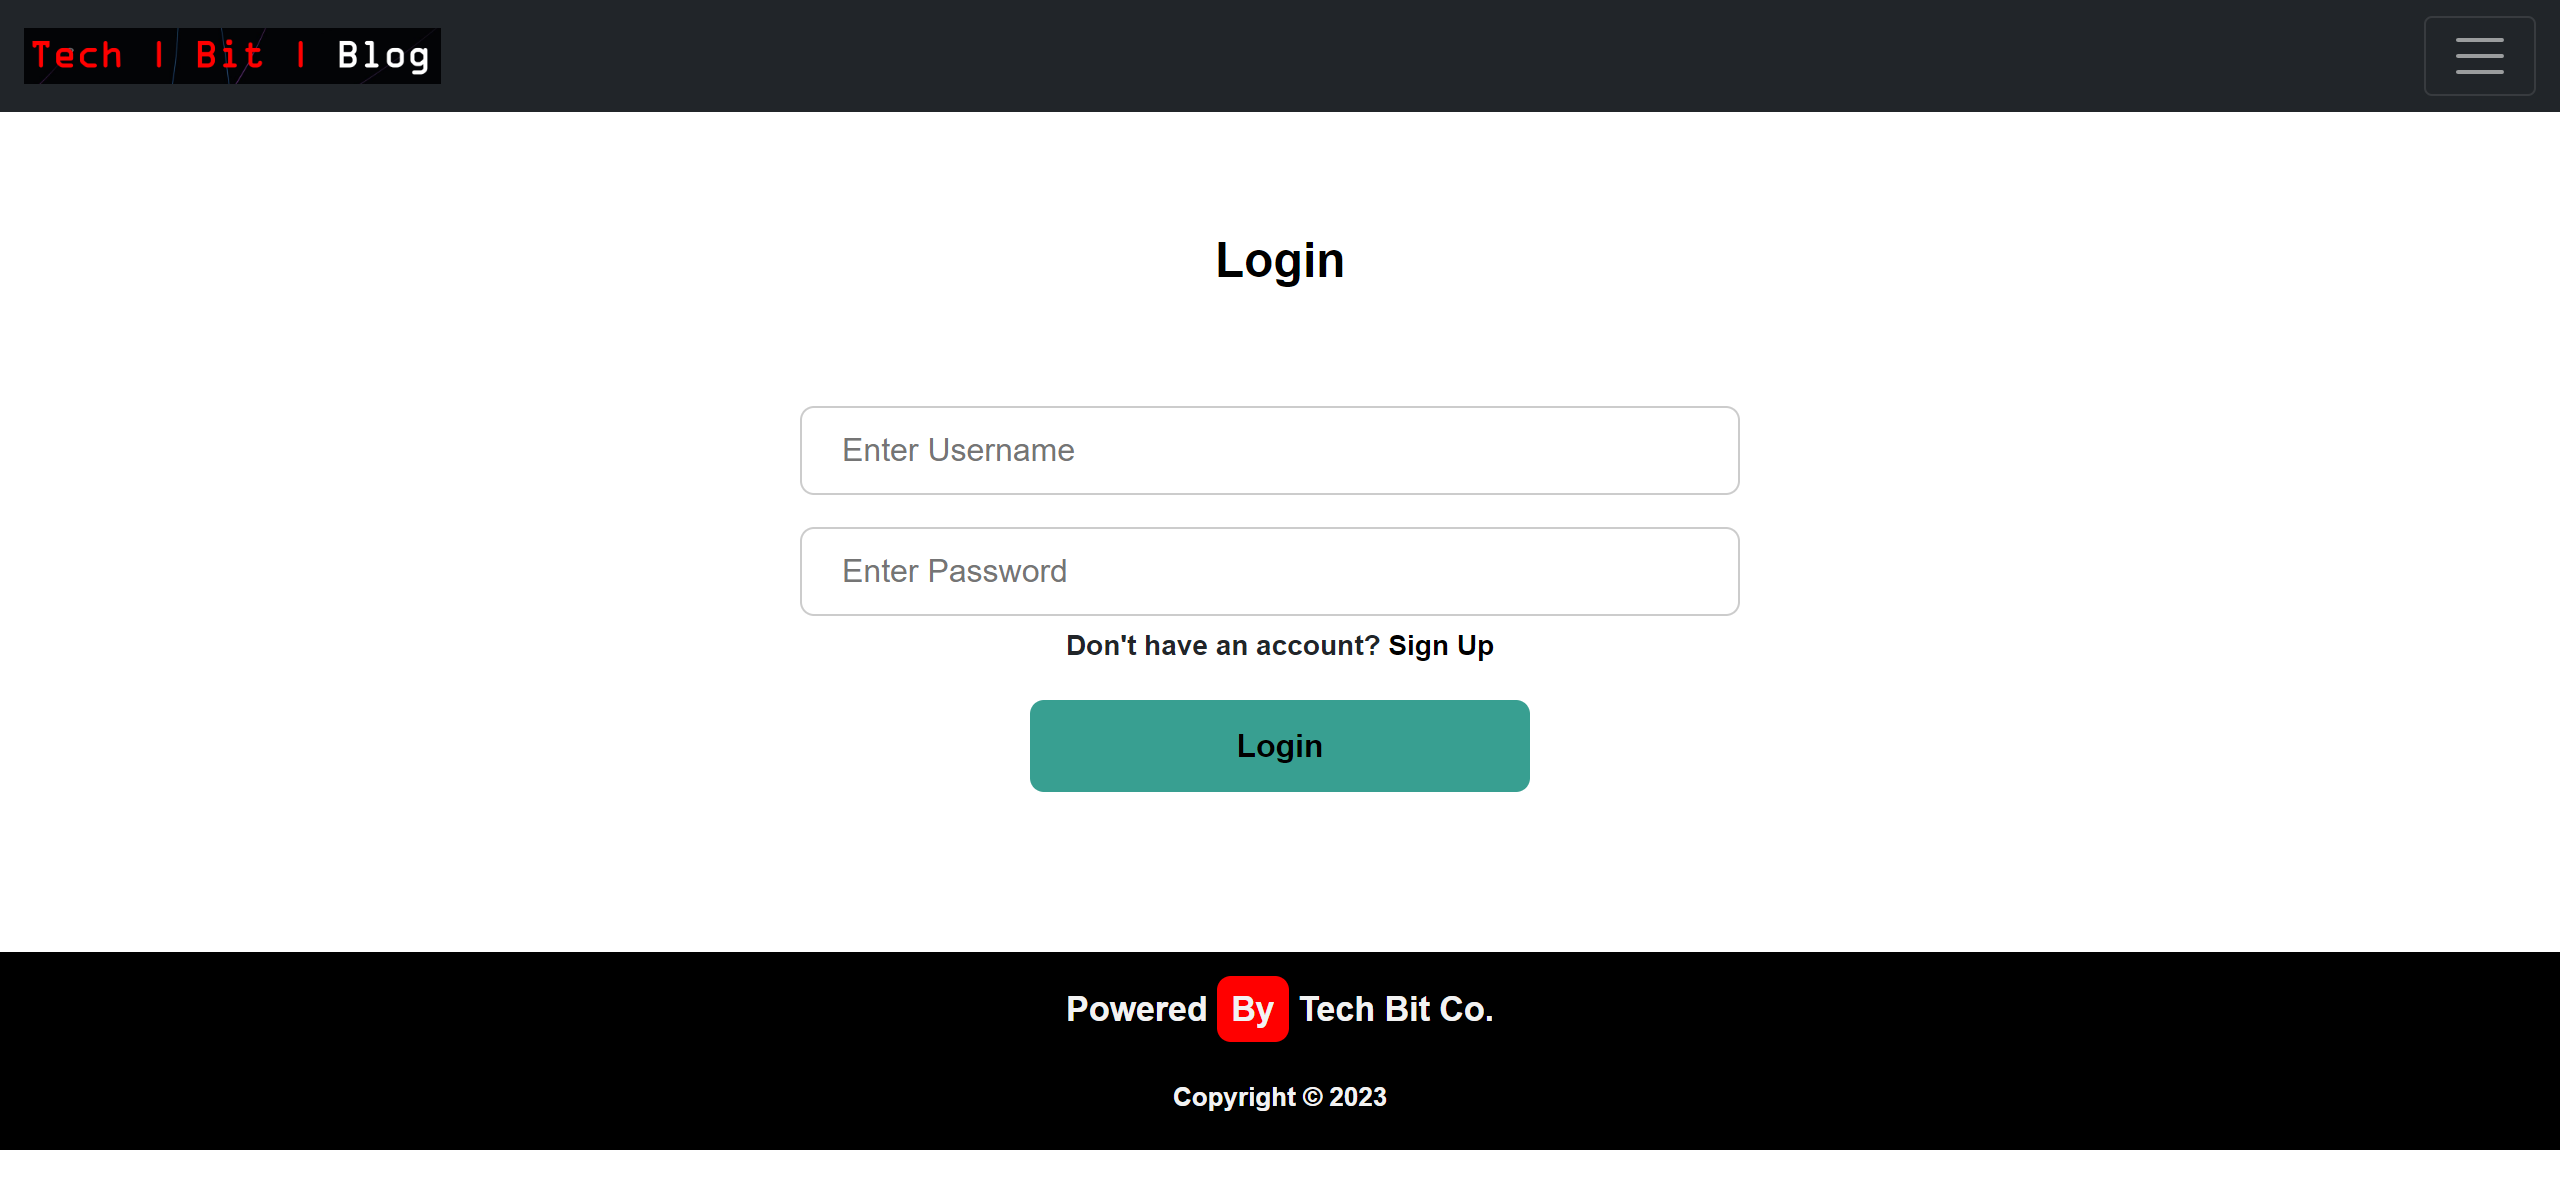 Tech | Bit | Blog
Login
Enter Username
Enter Password
Don't have an account? Sign Up
Login
Powered By Tech Bit Co.
Copyright © 2023